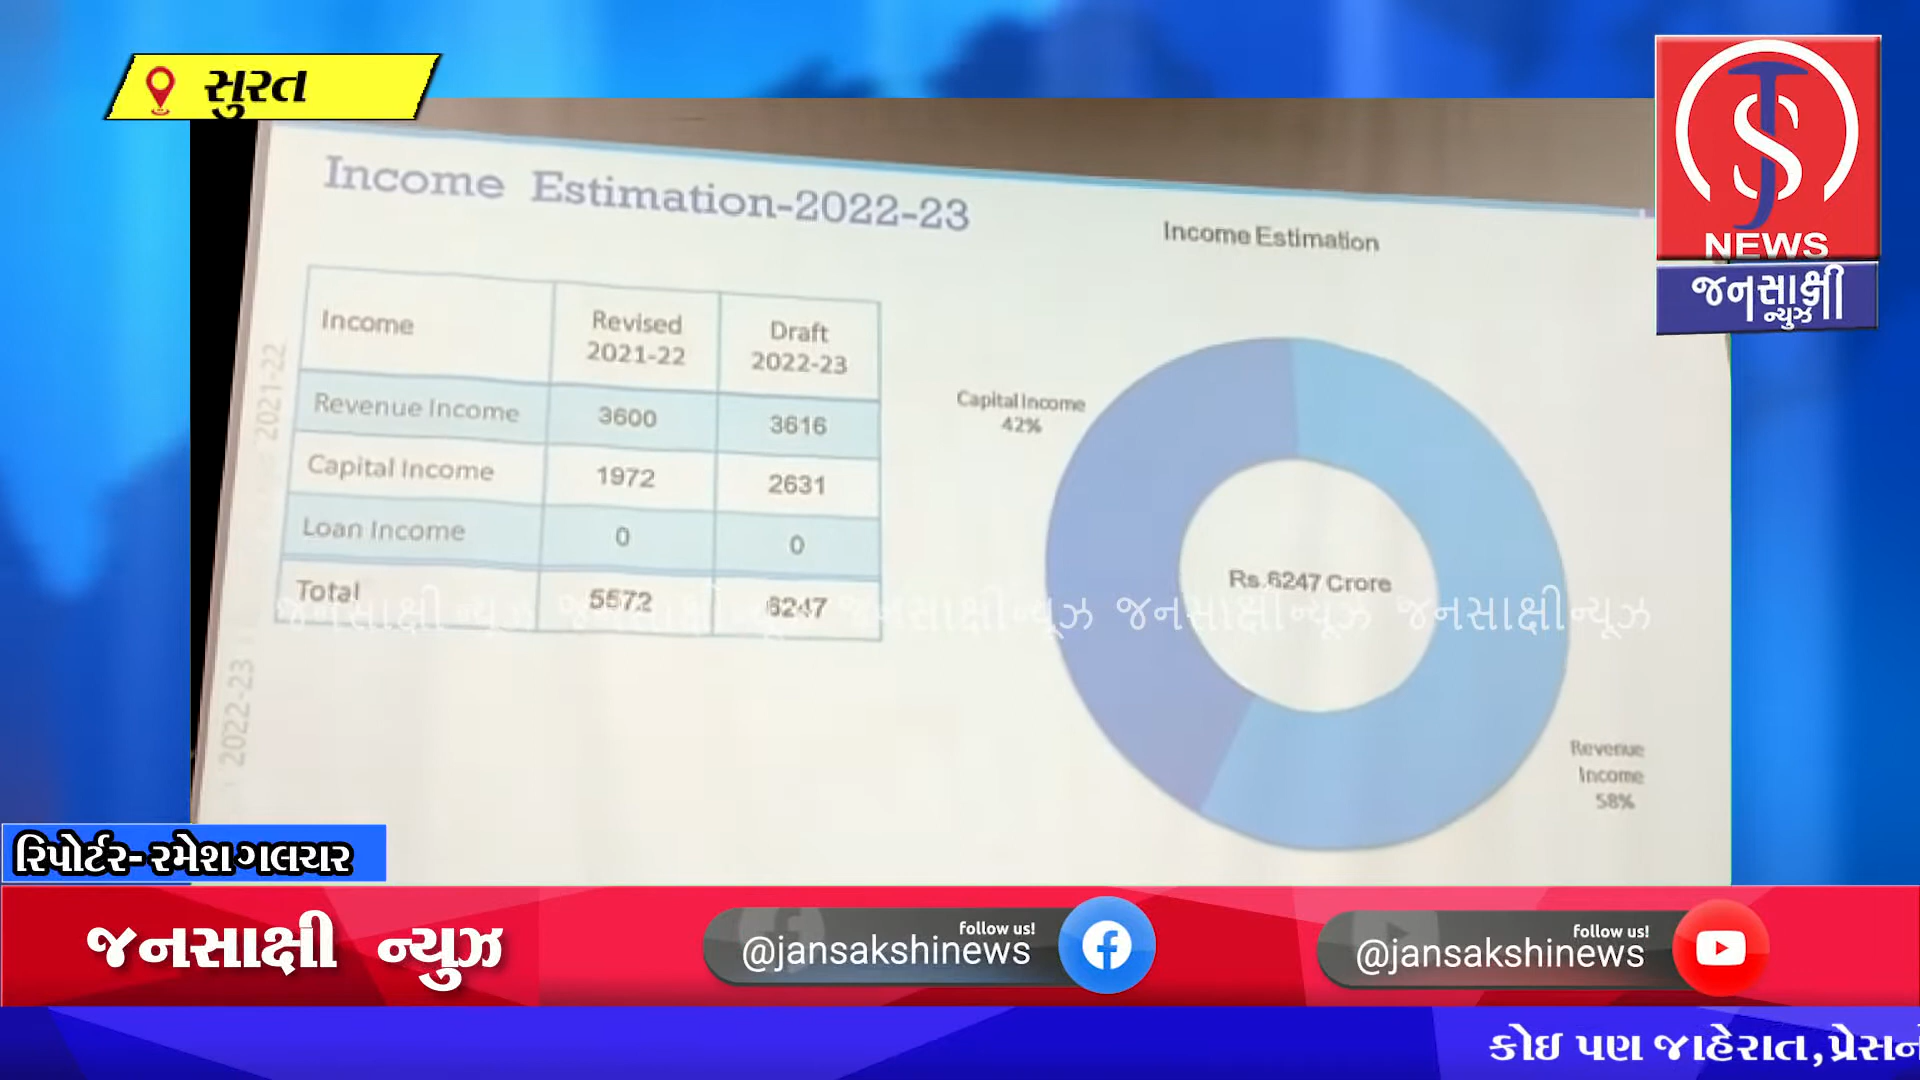 સુરત
NEWS
જનસાક્ષી
ન્યુઝ
Income Estimation-2022-23
Income Estimation
Income
Revised
2021-22
Draft
2022-23
Revenue Income
3600
3616
Capital Income
1972
2631
Loan Income
0
0
Total
5572
6247
Capital Income
42%
Rs.6247 Crore
Revenue
Income
58%
2021-22
2022-23
જનસાક્ષીન્યૂઝ જનસાક્ષીન્યૂઝ જનસાક્ષીન્યૂઝ જનસાક્ષીન્યૂઝ જનસાક્ષીન્યૂઝ
રિપોર્ટર- રમેશ ગલચર
જનસાક્ષી ન્યુઝ
follow us!
@jansakshinews
follow us!
@jansakshinews
કોઇ પણ જાહેરાત,પ્રેસને